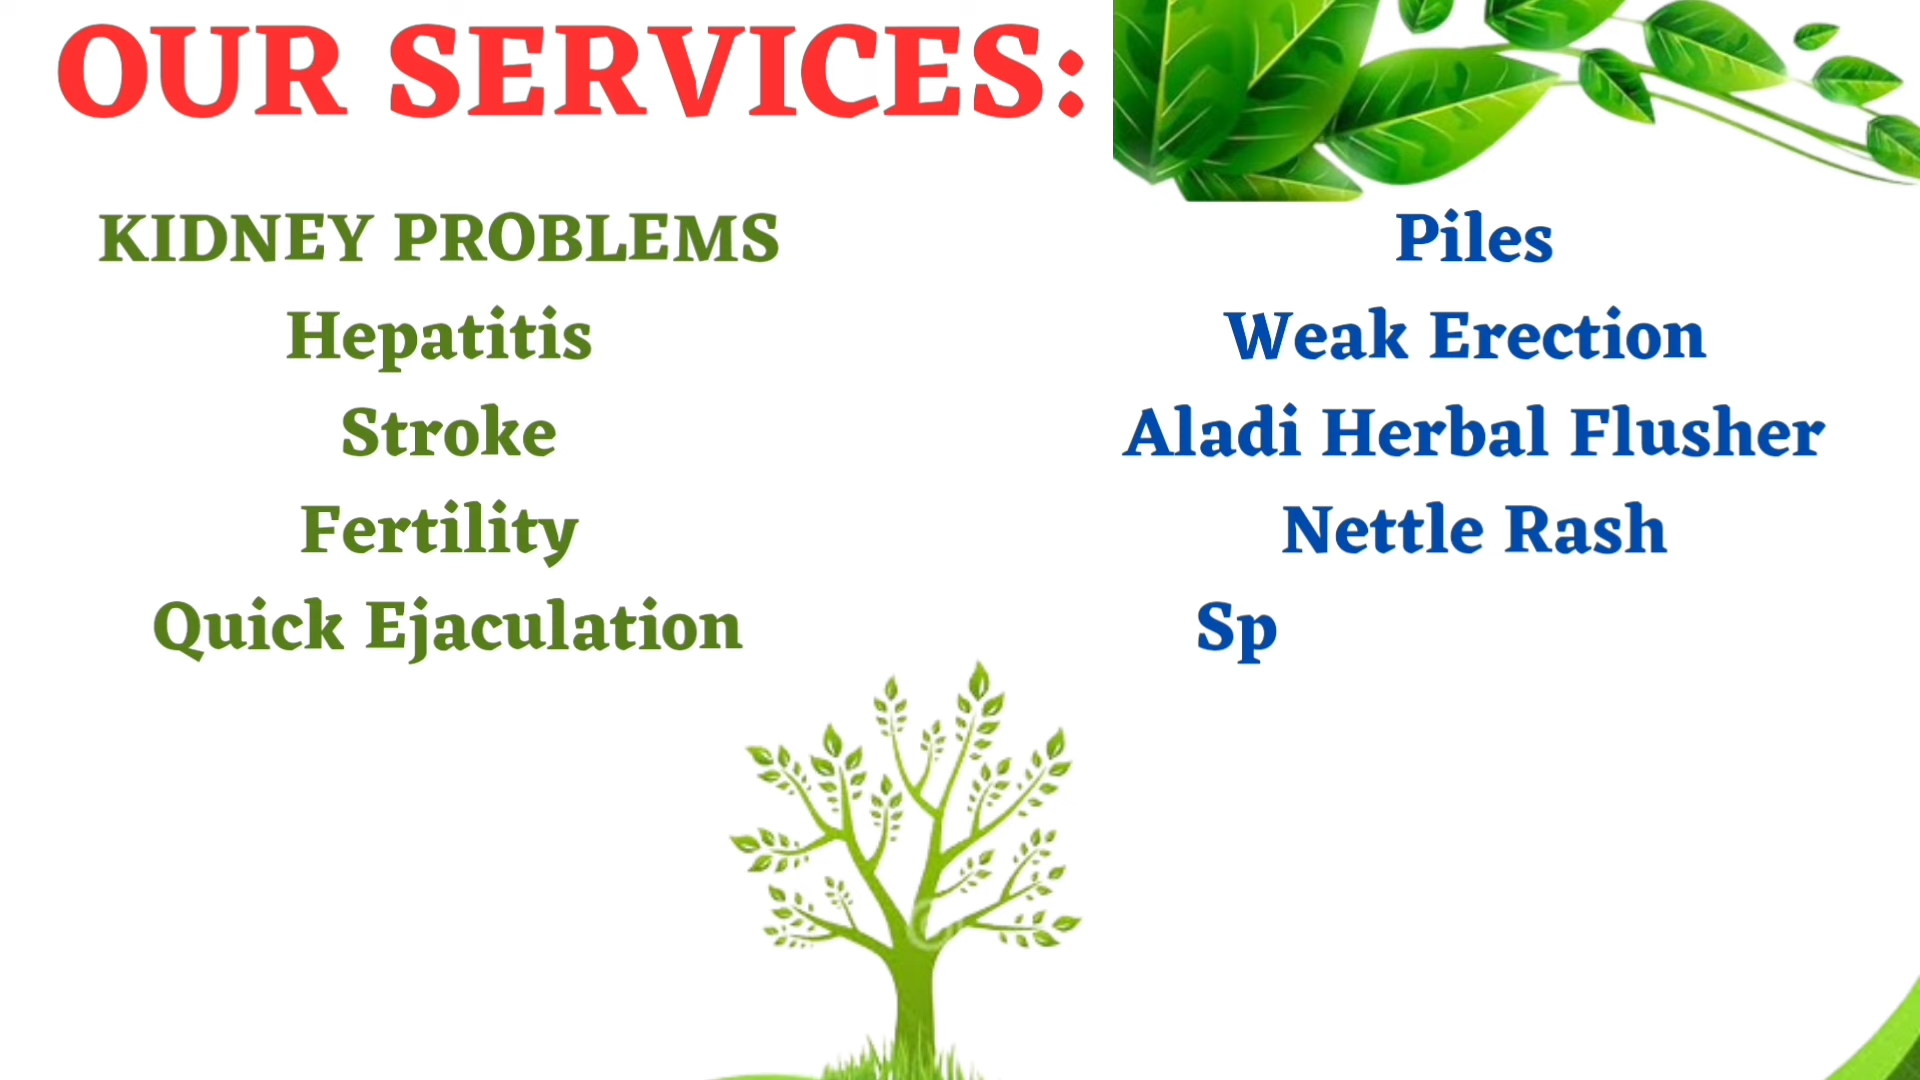 OUR SERVICES:
KIDNEY PROBLEMS
Hepatitis
Stroke
Fertility
Quick Ejaculation
Piles
Weak Erection
Aladi Herbal Flusher
Nettle Rash
Sp